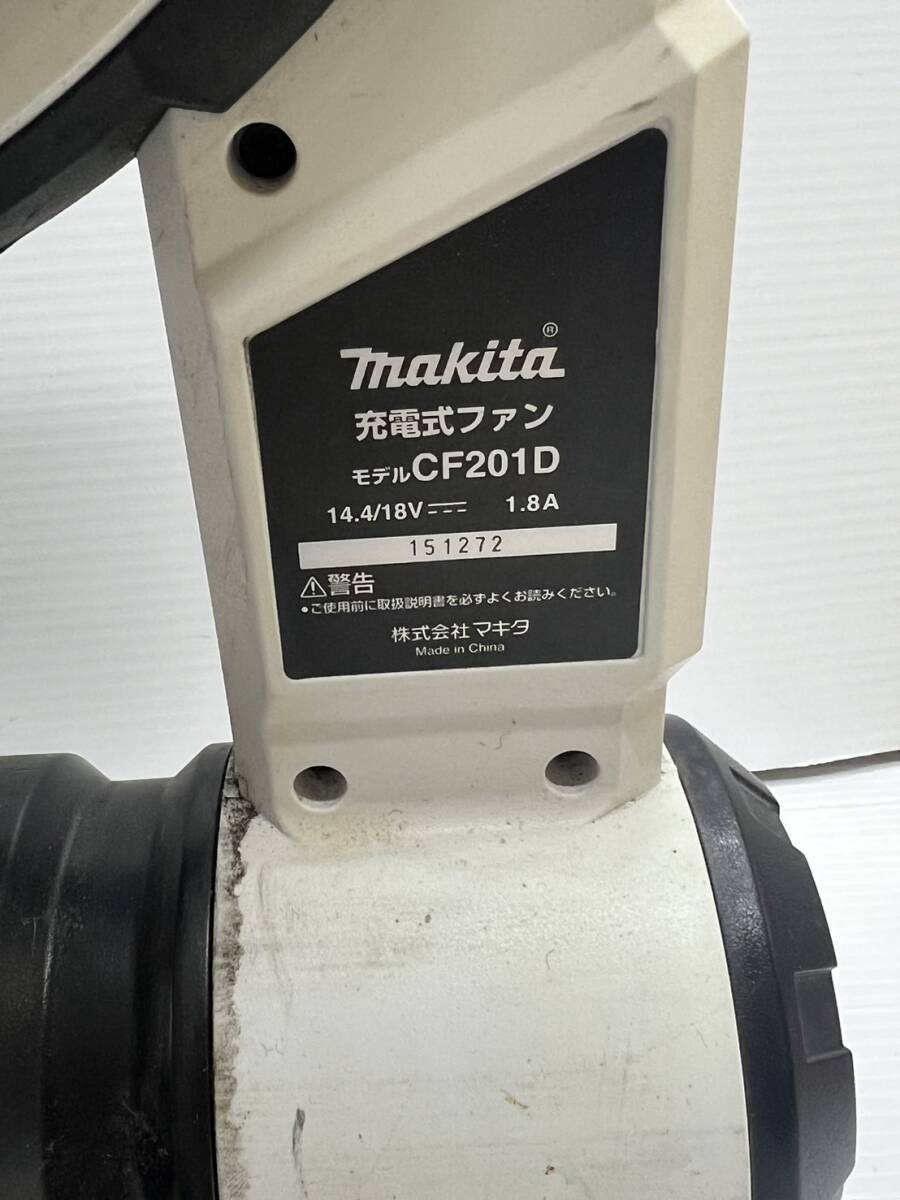 makita®
充電式ファン
モデルCF201D
14.4/18V⎓ 1.8A
151272
⚠警告
●ご使用前に取扱説明書を必ずよくお読みください。
株式会社マキタ
Made in China